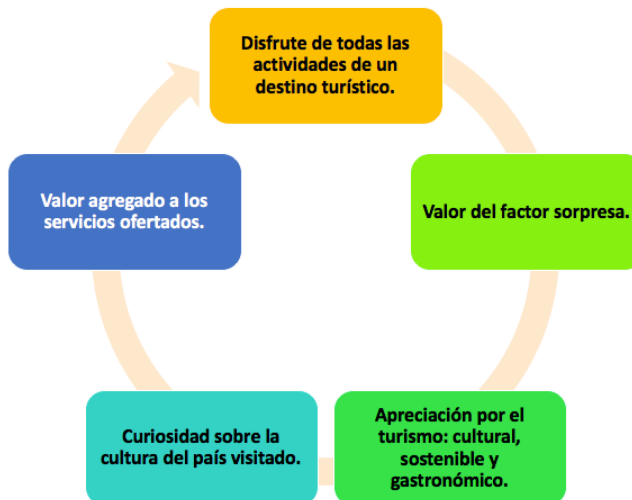 Disfrute de todas las
actividades de un
destino turístico.
Valor del factor sorpresa.
Apreciación por el
turismo: cultural,
sostenible y
gastronómico.
Curiosidad sobre la
cultura del país visitado.
Valor agregado a los
servicios ofertados.